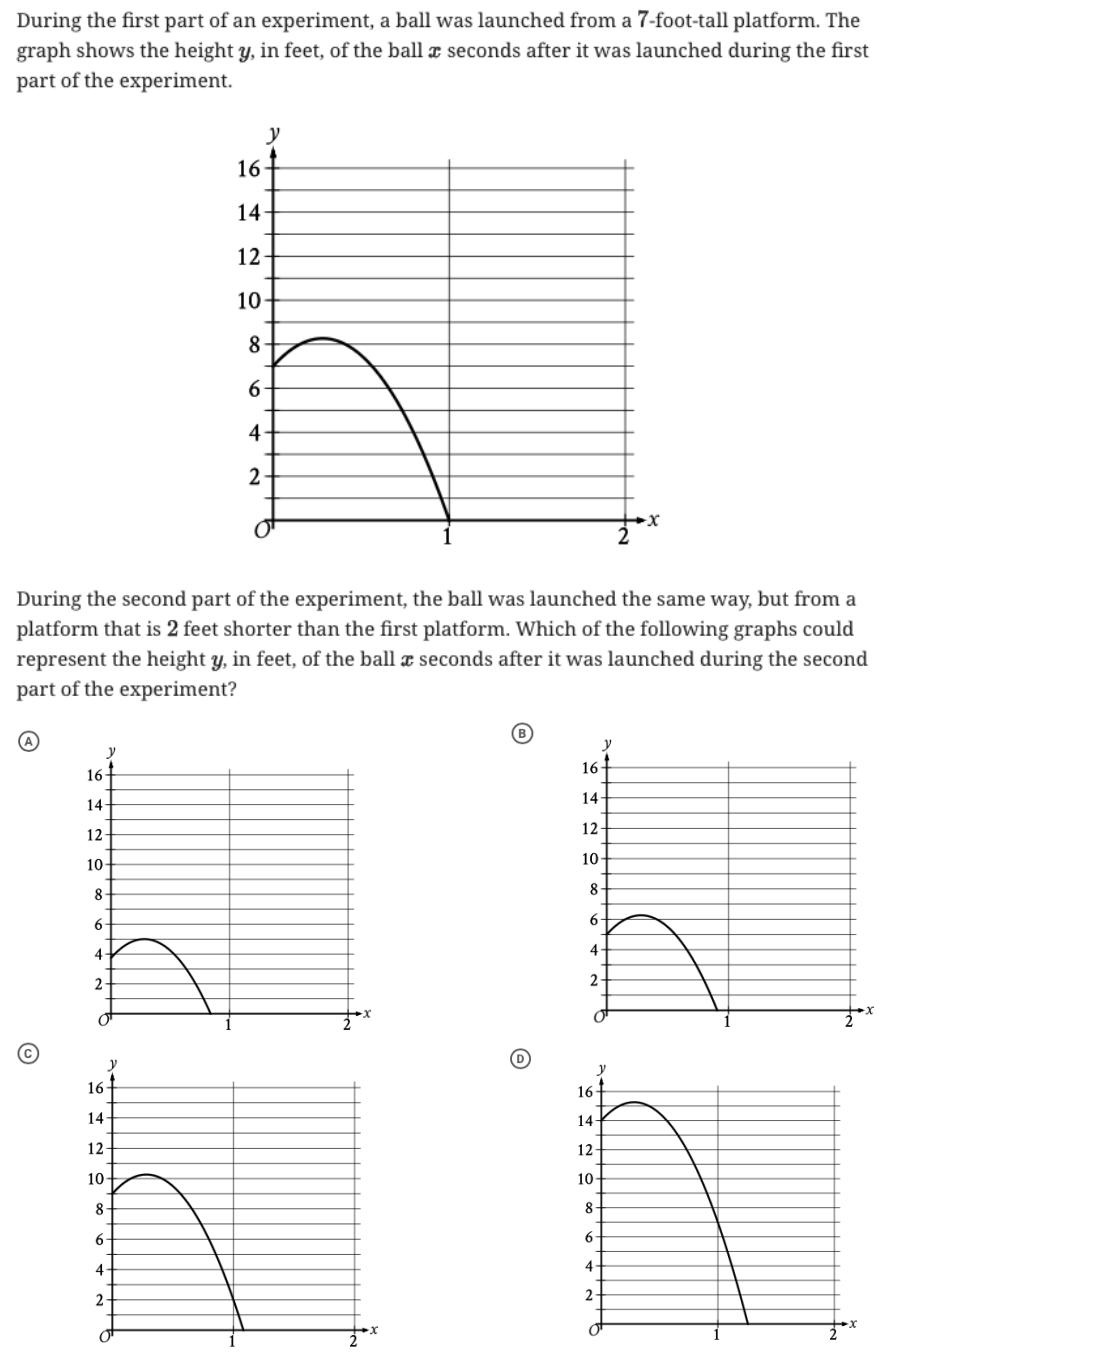 During the first part of an experiment, a ball was launched from a 7-foot-tall platform. The
graph shows the height y, in feet, of the ball x seconds after it was launched during the first
part of the experiment.
y
16
14
12
10
8
6
4
2
O
1
2
x
During the second part of the experiment, the ball was launched the same way, but from a
platform that is 2 feet shorter than the first platform. Which of the following graphs could
represent the height y, in feet, of the ball x seconds after it was launched during the second
part of the experiment?
A
y
16
14
12
10
8
6
4
2
O
1
2
x
B
y
16
14
12
10
8
6
4
2
O
1
2
x
C
y
16
14
12
10
8
6
4
2
O
1
2
x
D
y
16
14
12
10
8
6
4
2
O
1
2
x